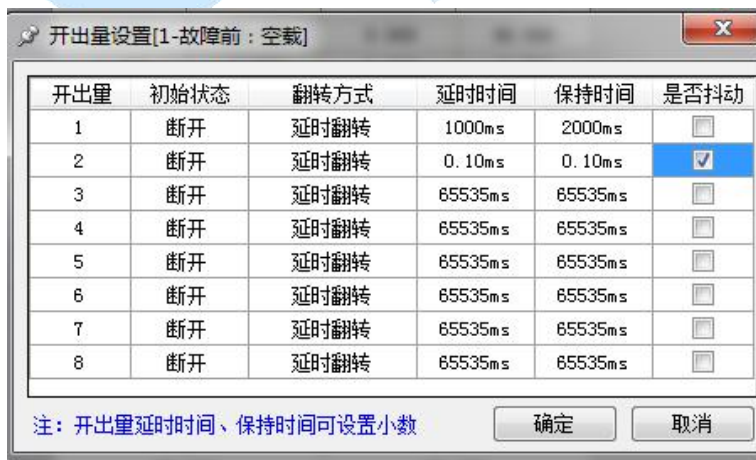 开出量设置[1-故障前：空载]
开出量 初始状态 翻转方式 延时时间 保持时间 是否抖动
1 断开 延时翻转 1000ms 2000ms
2 断开 延时翻转 0.10ms 0.10ms
3 断开 延时翻转 65535ms 65535ms
4 断开 延时翻转 65535ms 65535ms
5 断开 延时翻转 65535ms 65535ms
6 断开 延时翻转 65535ms 65535ms
7 断开 延时翻转 65535ms 65535ms
8 断开 延时翻转 65535ms 65535ms
注：开出量延时时间、保持时间可设置小数 确定 取消